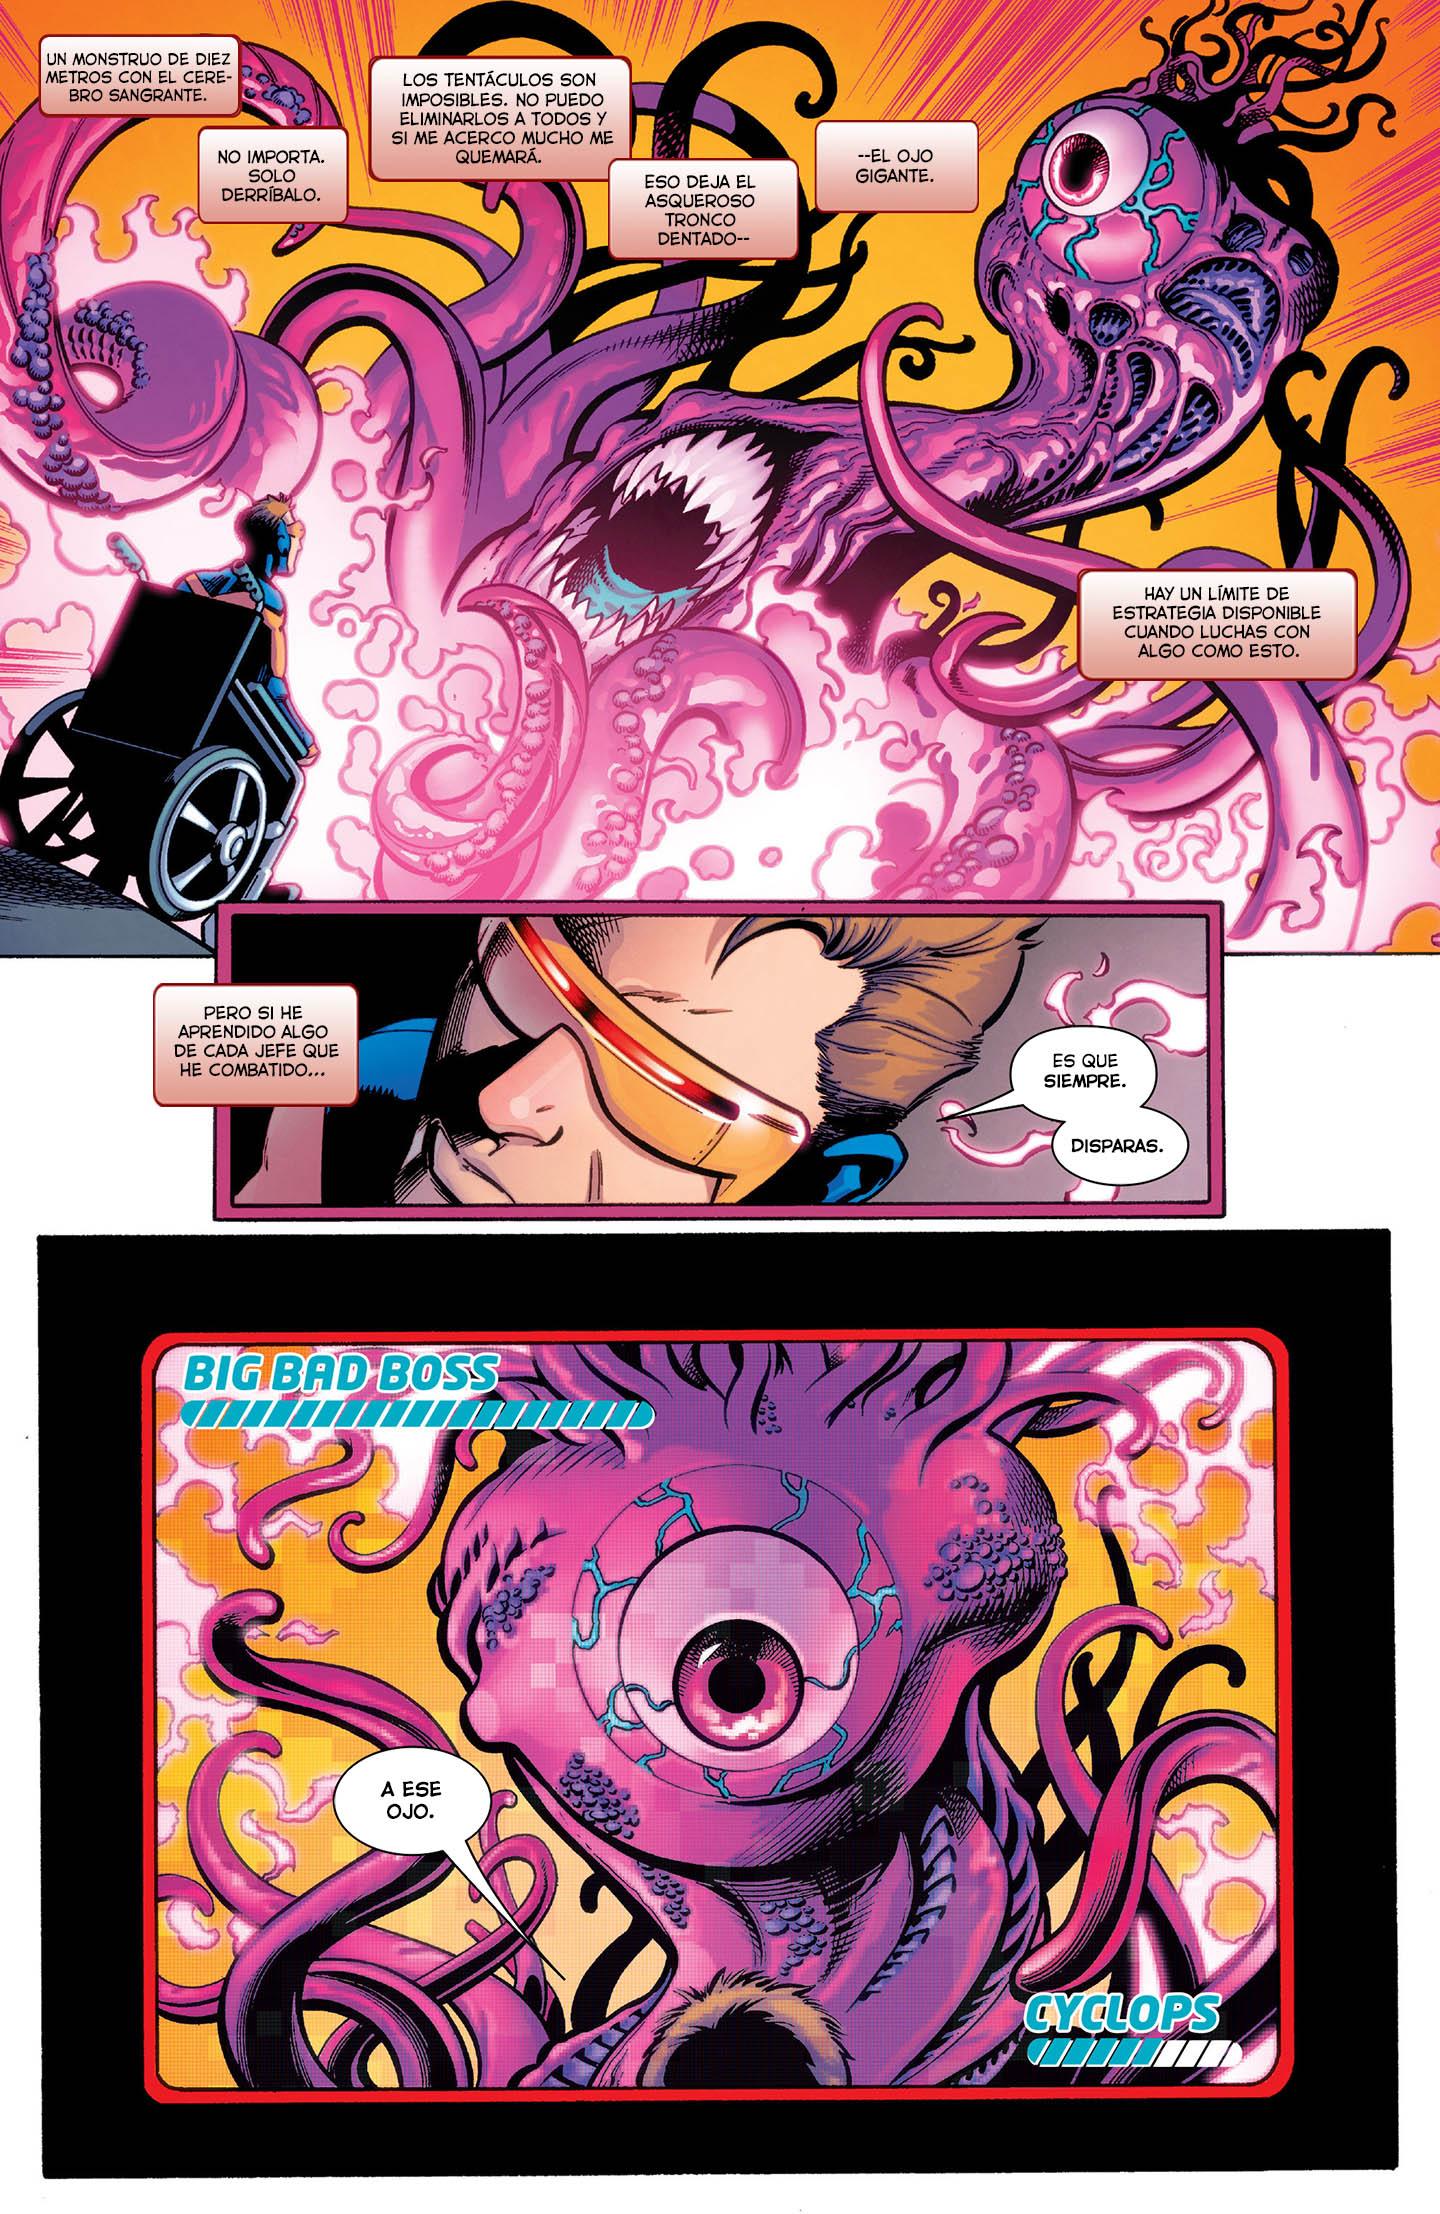 UN MONSTRUO DE DIEZ
METROS CON EL CERE-
BRO SANGRANTE.
NO IMPORTA.
SOLO
DERRÍBALO.
LOS TENTÁCULOS SON
IMPOSIBLES. NO PUEDO
ELIMINARLOS A TODOS Y
SI ME ACERCO MUCHO ME
QUEMARÁ.
ESO DEJA EL
ASQUEROSO
TRONCO
DENTADO--
--EL OJO
GIGANTE.
HAY UN LÍMITE DE
ESTRATEGIA DISPONIBLE
CUANDO LUCHAS CON
ALGO COMO ESTO.
PERO SI HE
APRENDIDO ALGO
DE CADA JEFE QUE
HE COMBATIDO...
ES QUE
SIEMPRE.
DISPARAS.
BIG BAD BOSS
A ESE
OJO.
CYCLOPS